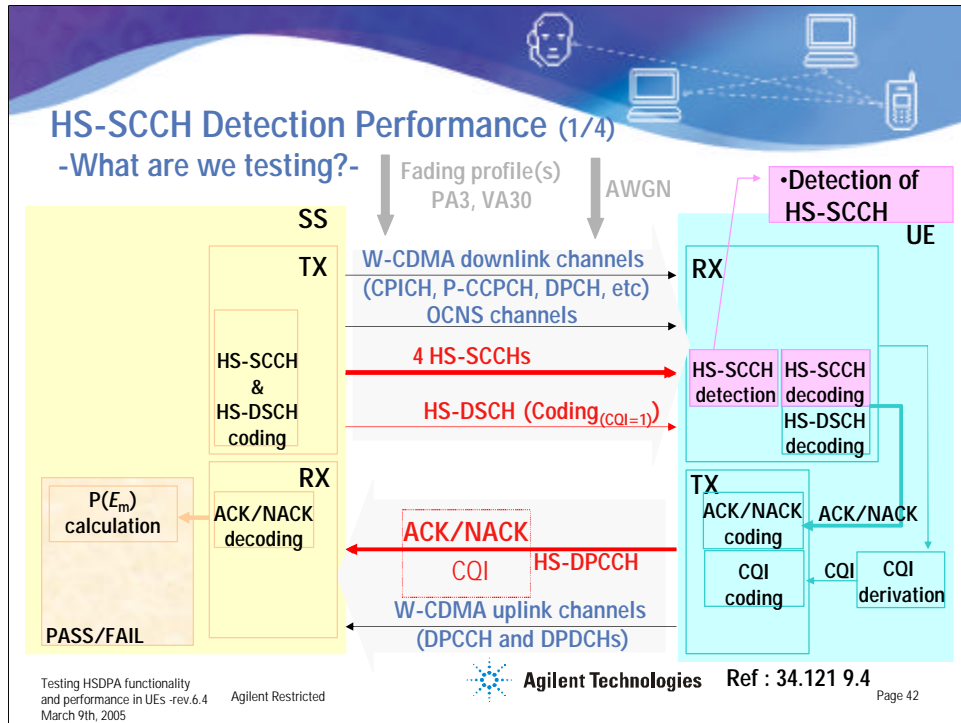 HS-SCCH Detection Performance (1/4)
-What are we testing?-
Fading profile(s)
PA3, VA30
AWGN
•Detection of
HS-SCCH
SS
UE
TX
W-CDMA downlink channels
(CPICH, P-CCPCH, DPCH, etc)
RX
OCNS channels
HS-SCCH
&
HS-DSCH
coding
4 HS-SCCHs
HS-SCCH
detection
HS-SCCH
decoding
HS-DSCH (Coding(CQI=1))
HS-DSCH
decoding
RX
TX
P(Em)
calculation
ACK/NACK
decoding
ACK/NACK
CQI
HS-DPCCH
ACK/NACK
coding
ACK/NACK
CQI
coding
CQI
CQI
derivation
W-CDMA uplink channels
(DPCCH and DPDCHs)
PASS/FAIL
Testing HSDPA functionality
and performance in UEs -rev.6.4
March 9th, 2005
Agilent Restricted
Agilent Technologies
Ref : 34.121 9.4
Page 42